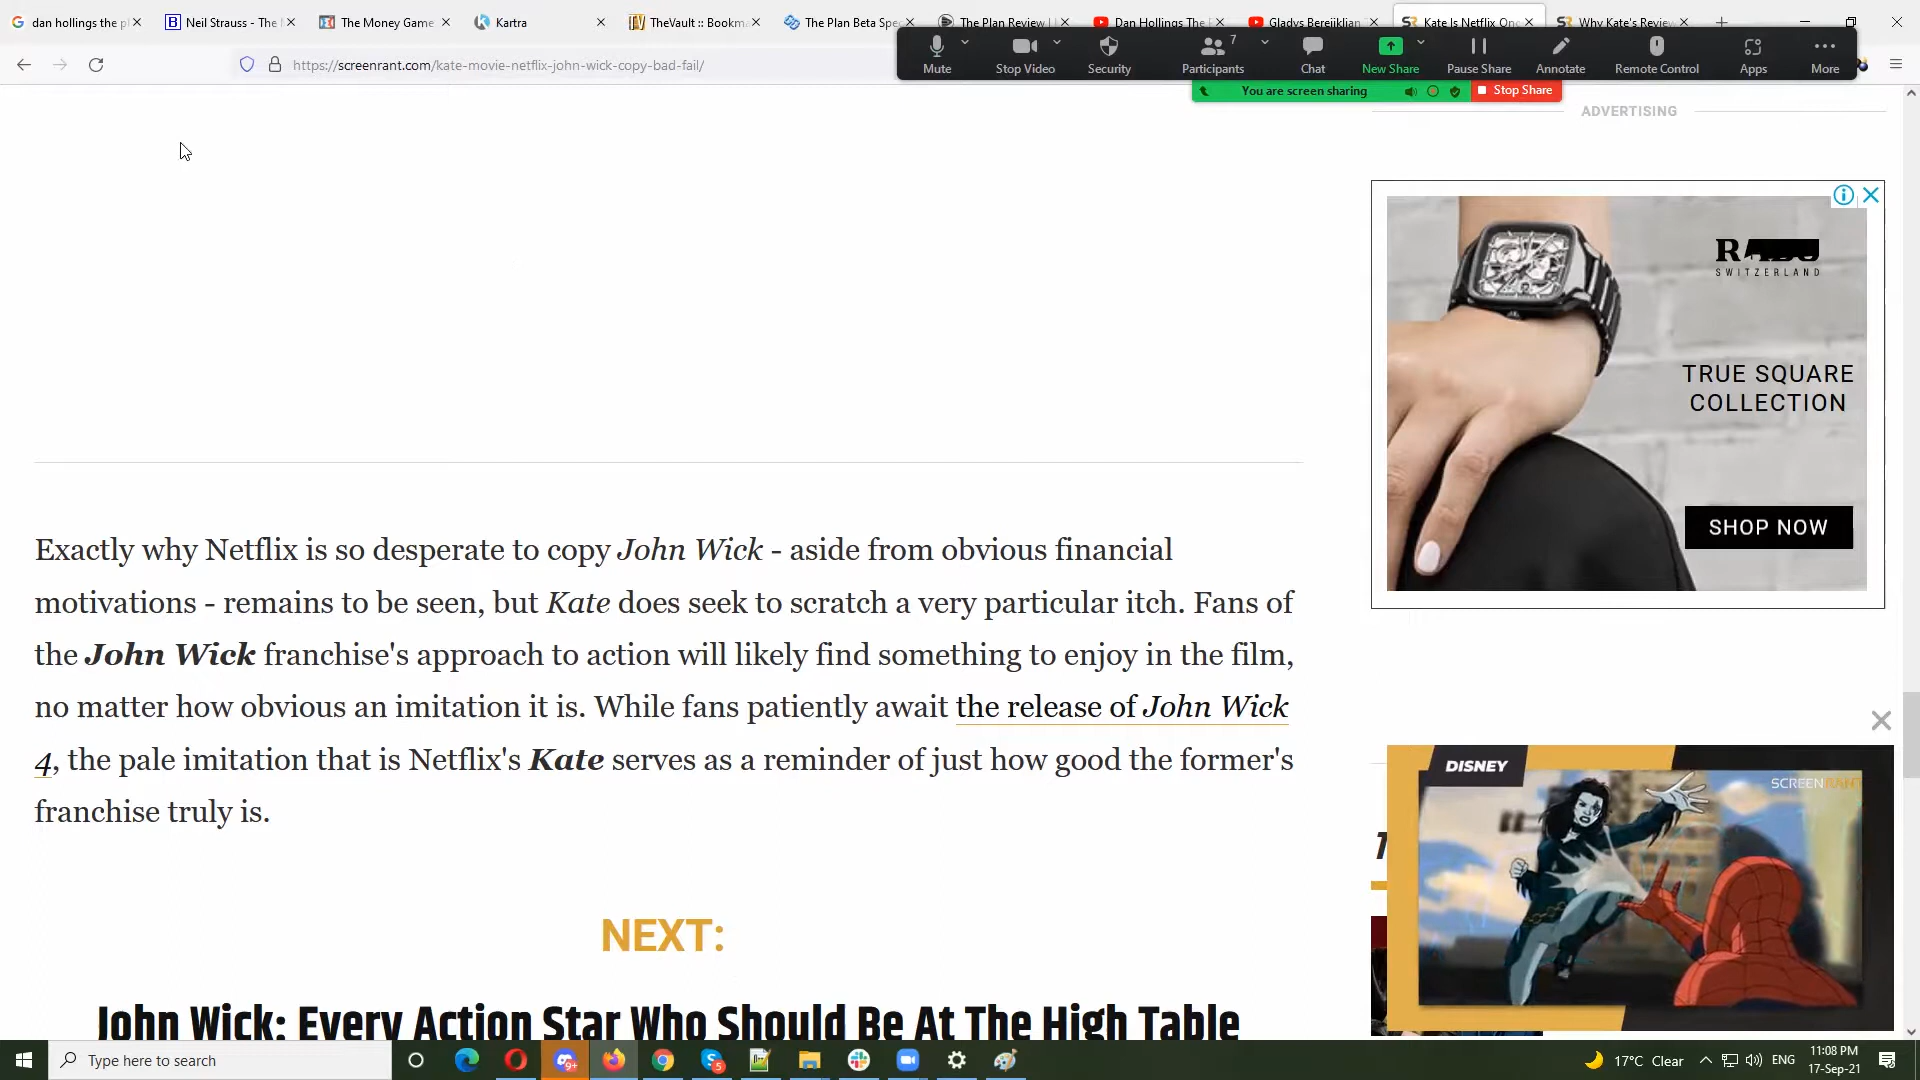 dan hollings the p
Neil Strauss - The
The Money Game
Kartra
TheVault :: Bookm
The Plan Beta Spec
The Plan Review |
Dan Hollings The
Gladys Berejiklian
Kate Is Netflix On
Why Kate's Revie
https://screenrant.com/kate-movie-netflix-john-wick-copy-bad-fail/
Mute
Stop Video
Security
7
Participants
Chat
New Share
Pause Share
Annotate
Remote Control
Apps
More
You are screen sharing
Stop Share
ADVERTISING
SWITZERLAND
TRUE SQUARE
COLLECTION
SHOP NOW
Exactly why Netflix is so desperate to copy John Wick - aside from obvious financial
motivations - remains to be seen, but Kate does seek to scratch a very particular itch. Fans of
the John Wick franchise's approach to action will likely find something to enjoy in the film,
no matter how obvious an imitation it is. While fans patiently await the release of John Wick
4, the pale imitation that is Netflix's Kate serves as a reminder of just how good the former's
franchise truly is.
DISNEY
SCREENRANT
NEXT:
John Wick: Every Action Star Who Should Be At The High Table
Type here to search
9+
5
17°C Clear
ENG
11:08 PM
17-Sep-21